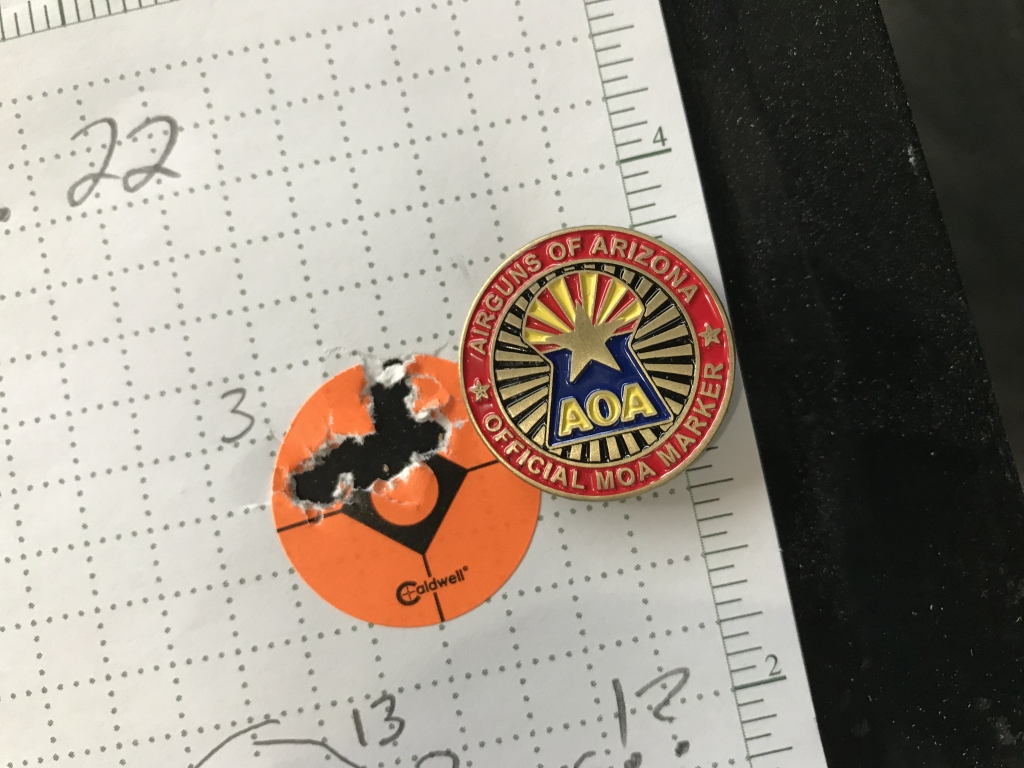 . 22
4
AIRGUNS OF ARIZONA
AOA
OFFICIAL MOA MARKER
3
Caldwell®
2
13